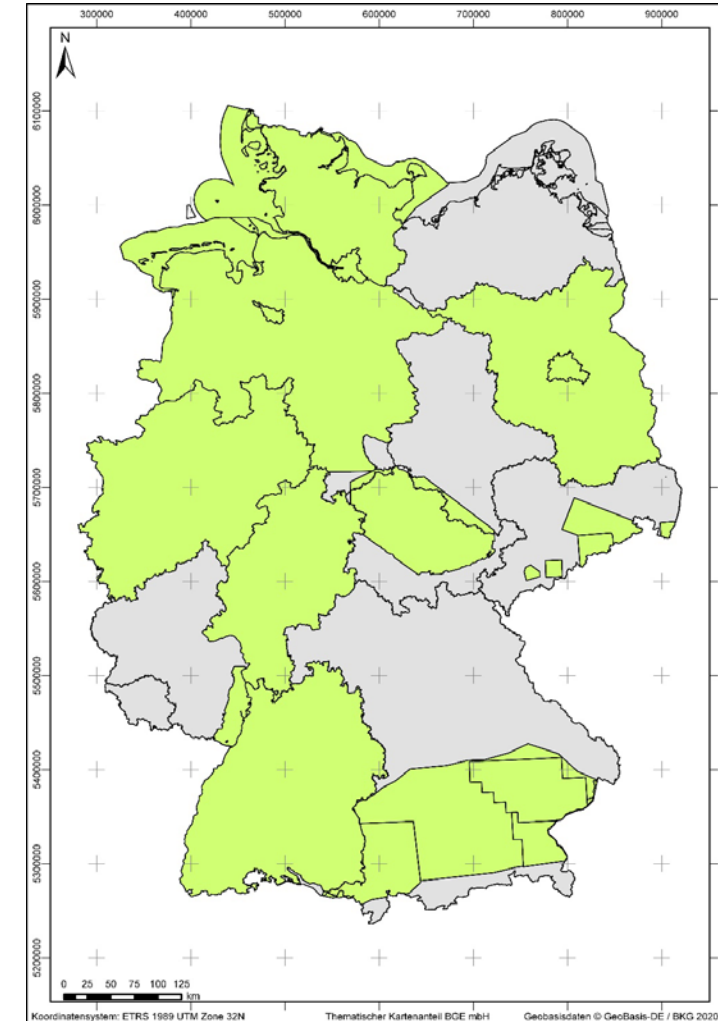 300000 400000 500000 600000 700000 800000 900000
N
6100000
6000000
5900000
5800000
5700000
5600000
5500000
5400000
5300000
5200000
0 25 50 75 100 125
km
Koordinatensystem: ETRS 1989 UTM Zone 32N Thematischer Kartenanteil BGE mbH Geobasisdaten © GeoBasis-DE / BKG 2020